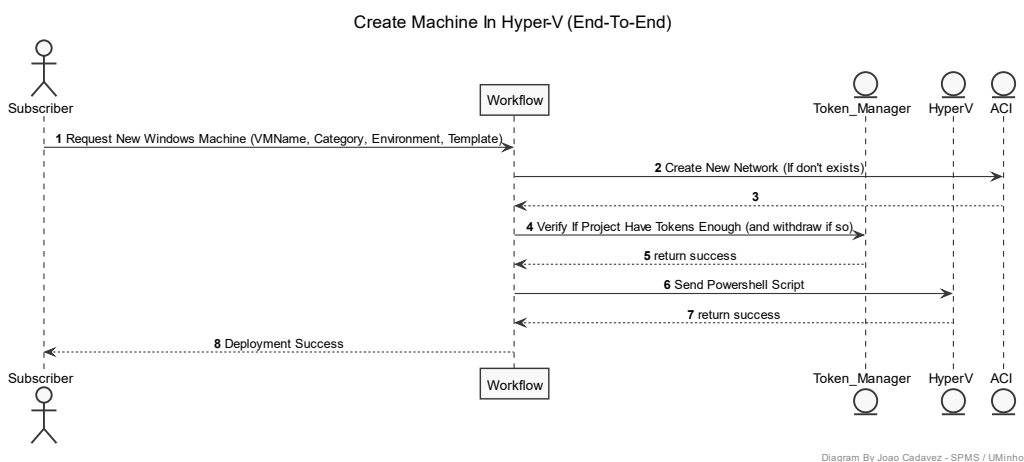 Create Machine In Hyper-V (End-To-End)
Subscriber
Workflow
Token_Manager
HyperV
ACI
1 Request New Windows Machine (VMName, Category, Environment, Template)
2 Create New Network (If don't exists)
3
4 Verify If Project Have Tokens Enough (and withdraw if so)
5 return success
6 Send Powershell Script
7 return success
8 Deployment Success
Subscriber
Workflow
Token_Manager
HyperV
ACI
Diagram By Joao Cadavez - SPMS / UMinho